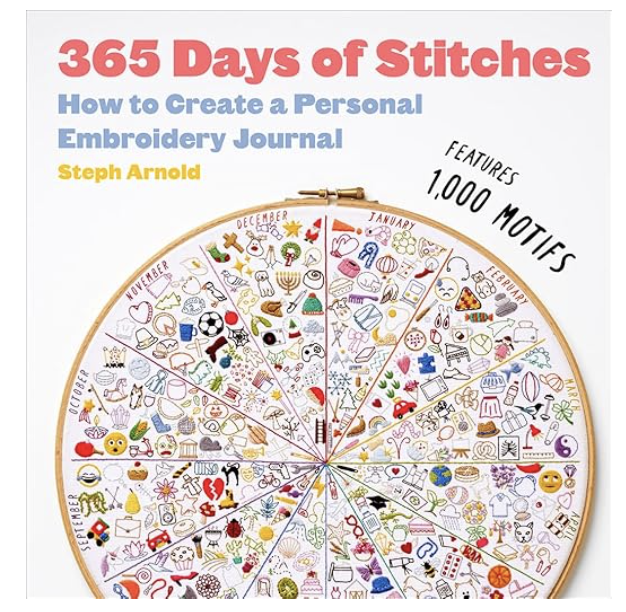 365 Days of Stitches
How to Create a Personal
Embroidery Journal
Steph Arnold
FEATURES
1,000 MOTIFS
DECEMBER
JANUARY
NOVEMBER
FEBRUARY
OCTOBER
MARCH
SEPTEMBER
APRIL